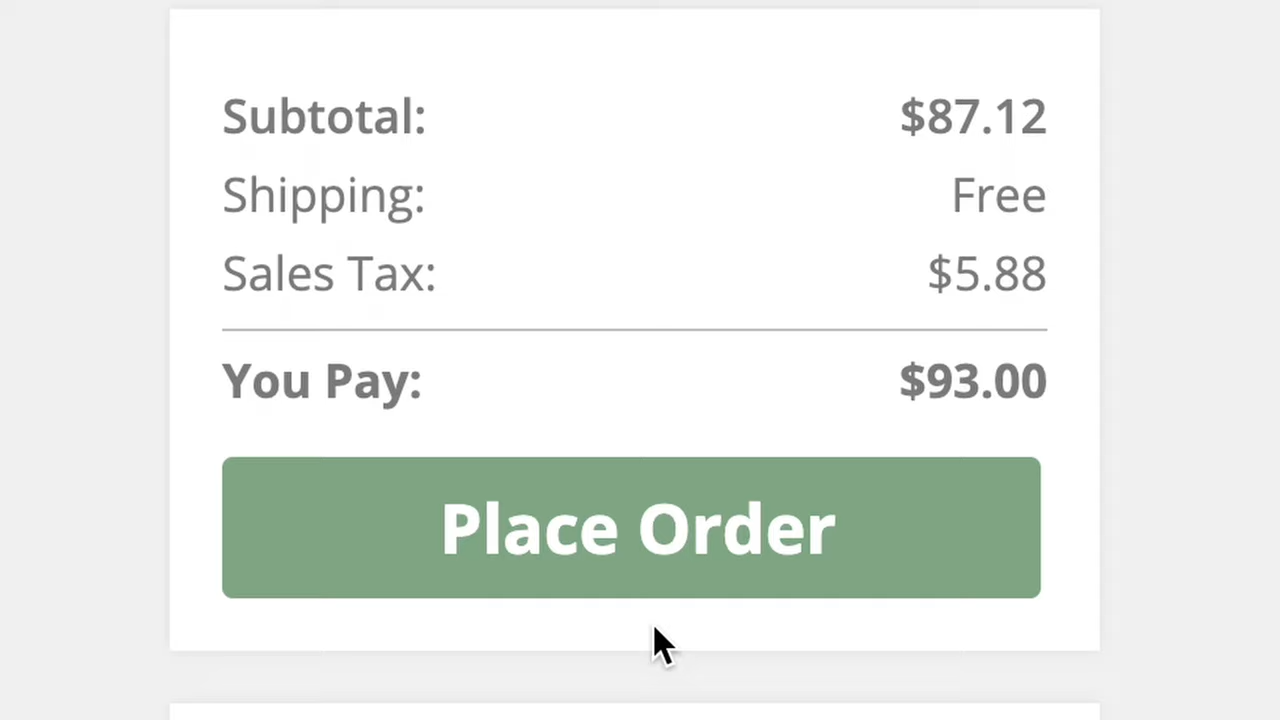 Subtotal: $87.12
Shipping: Free
Sales Tax: $5.88
You Pay: $93.00
Place Order